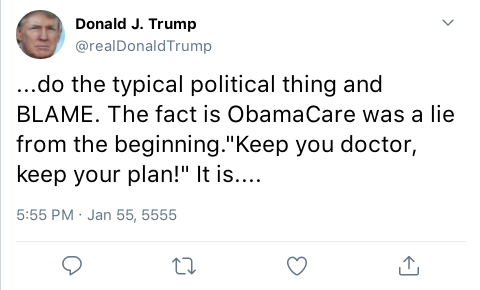 Donald J. Trump
@realDonaldTrump
...do the typical political thing and
BLAME. The fact is ObamaCare was a lie
from the beginning."Keep you doctor,
keep your plan!" It is....
5:55 PM · Jan 55, 5555